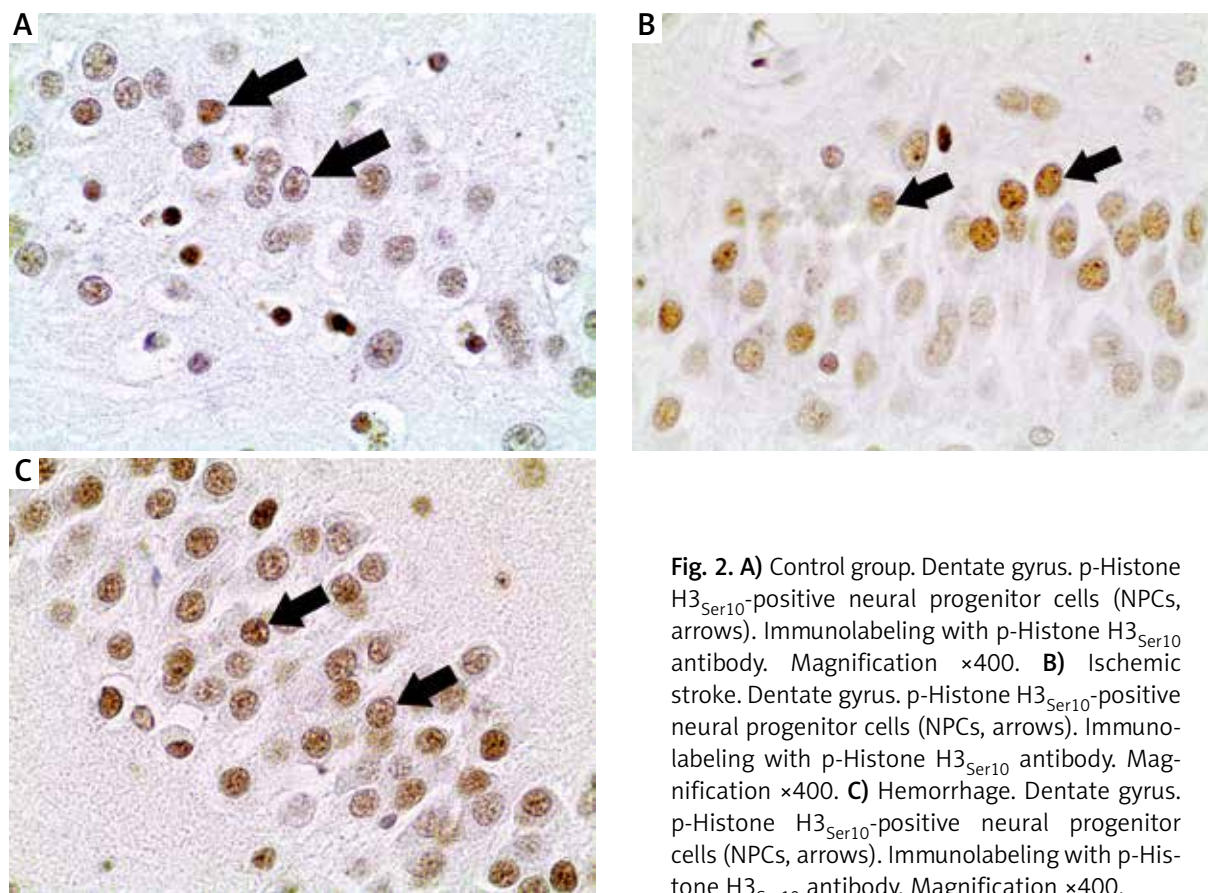 A
B
C
Fig. 2. A) Control group. Dentate gyrus. p-Histone
H3Ser10-positive neural progenitor cells (NPCs,
arrows). Immunolabeling with p-Histone H3Ser10
antibody. Magnification ×400. B) Ischemic
stroke. Dentate gyrus. p-Histone H3Ser10-positive
neural progenitor cells (NPCs, arrows). Immuno-
labeling with p-Histone H3Ser10 antibody. Mag-
nification ×400. C) Hemorrhage. Dentate gyrus.
p-Histone H3Ser10-positive neural progenitor
cells (NPCs, arrows). Immunolabeling with p-His-
tone H3Ser10 antibody. Magnification ×400.